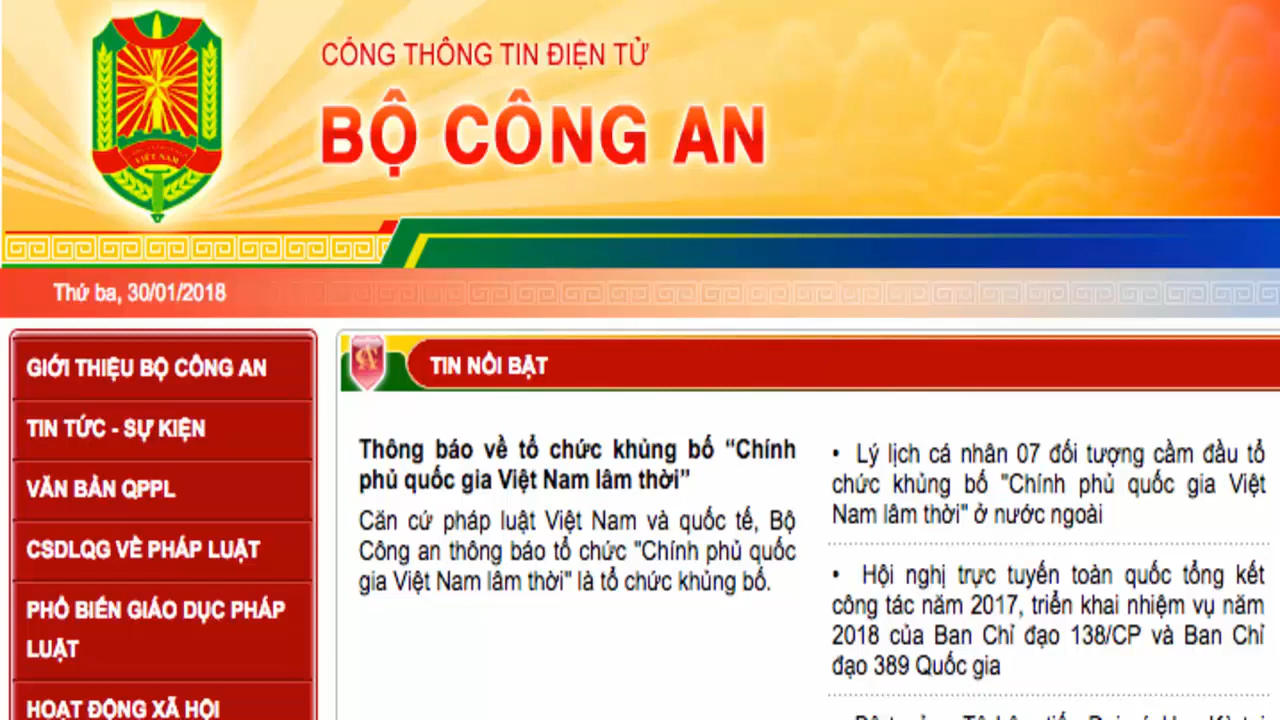 CỔNG THÔNG TIN ĐIỆN TỬ
BỘ CÔNG AN
VIỆT NAM
Thứ ba, 30/01/2018
GIỚI THIỆU BỘ CÔNG AN
TIN TỨC - SỰ KIỆN
VĂN BẢN QPPL
CSDLQG VỀ PHÁP LUẬT
PHỔ BIẾN GIÁO DỤC PHÁP
LUẬT
HOẠT ĐỘNG XÃ HỘI
TIN NỔI BẬT
Thông báo về tổ chức khủng bố “Chính
phủ quốc gia Việt Nam lâm thời”
Căn cứ pháp luật Việt Nam và quốc tế, Bộ
Công an thông báo tổ chức "Chính phủ quốc
gia Việt Nam lâm thời" là tổ chức khủng bố.
• Lý lịch cá nhân 07 đối tượng cầm đầu tổ
chức khủng bố "Chính phủ quốc gia Việt
Nam lâm thời" ở nước ngoài
• Hội nghị trực tuyến toàn quốc tổng kết
công tác năm 2017, triển khai nhiệm vụ năm
2018 của Ban Chỉ đạo 138/CP và Ban Chỉ
đạo 389 Quốc gia